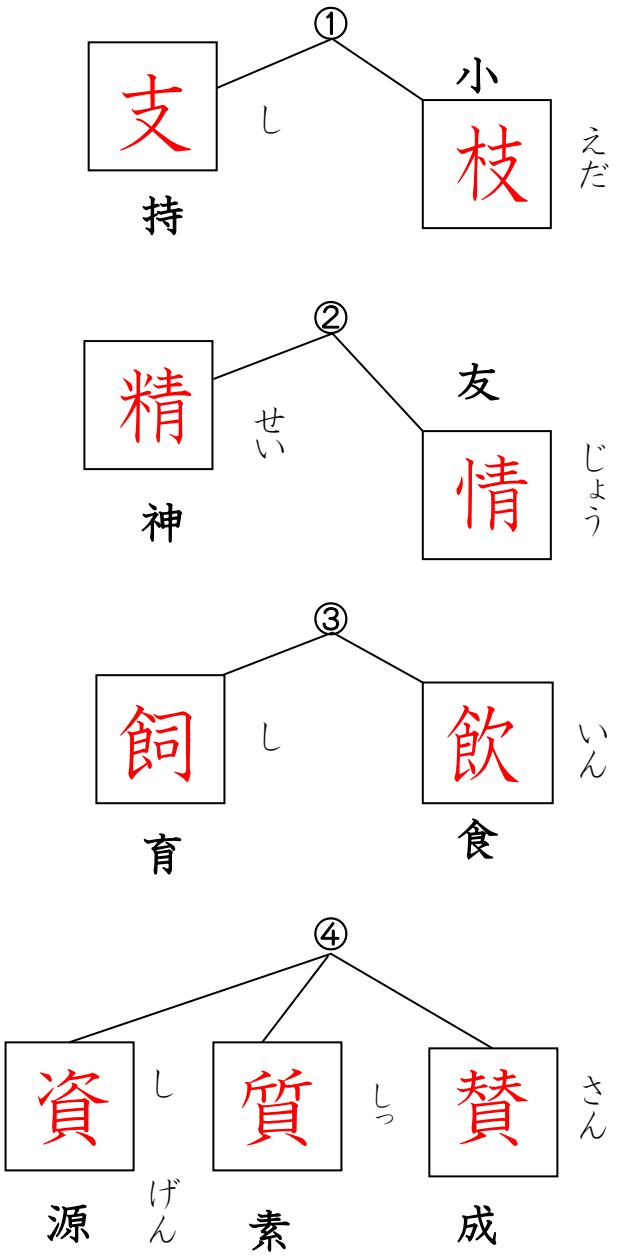 ①
支持
し
小枝
えだ
②
精神
せい
友情
じょう
③
飼育
し
飲食
いん
④
資源
し
げん
質素
しっ
賛成
さん